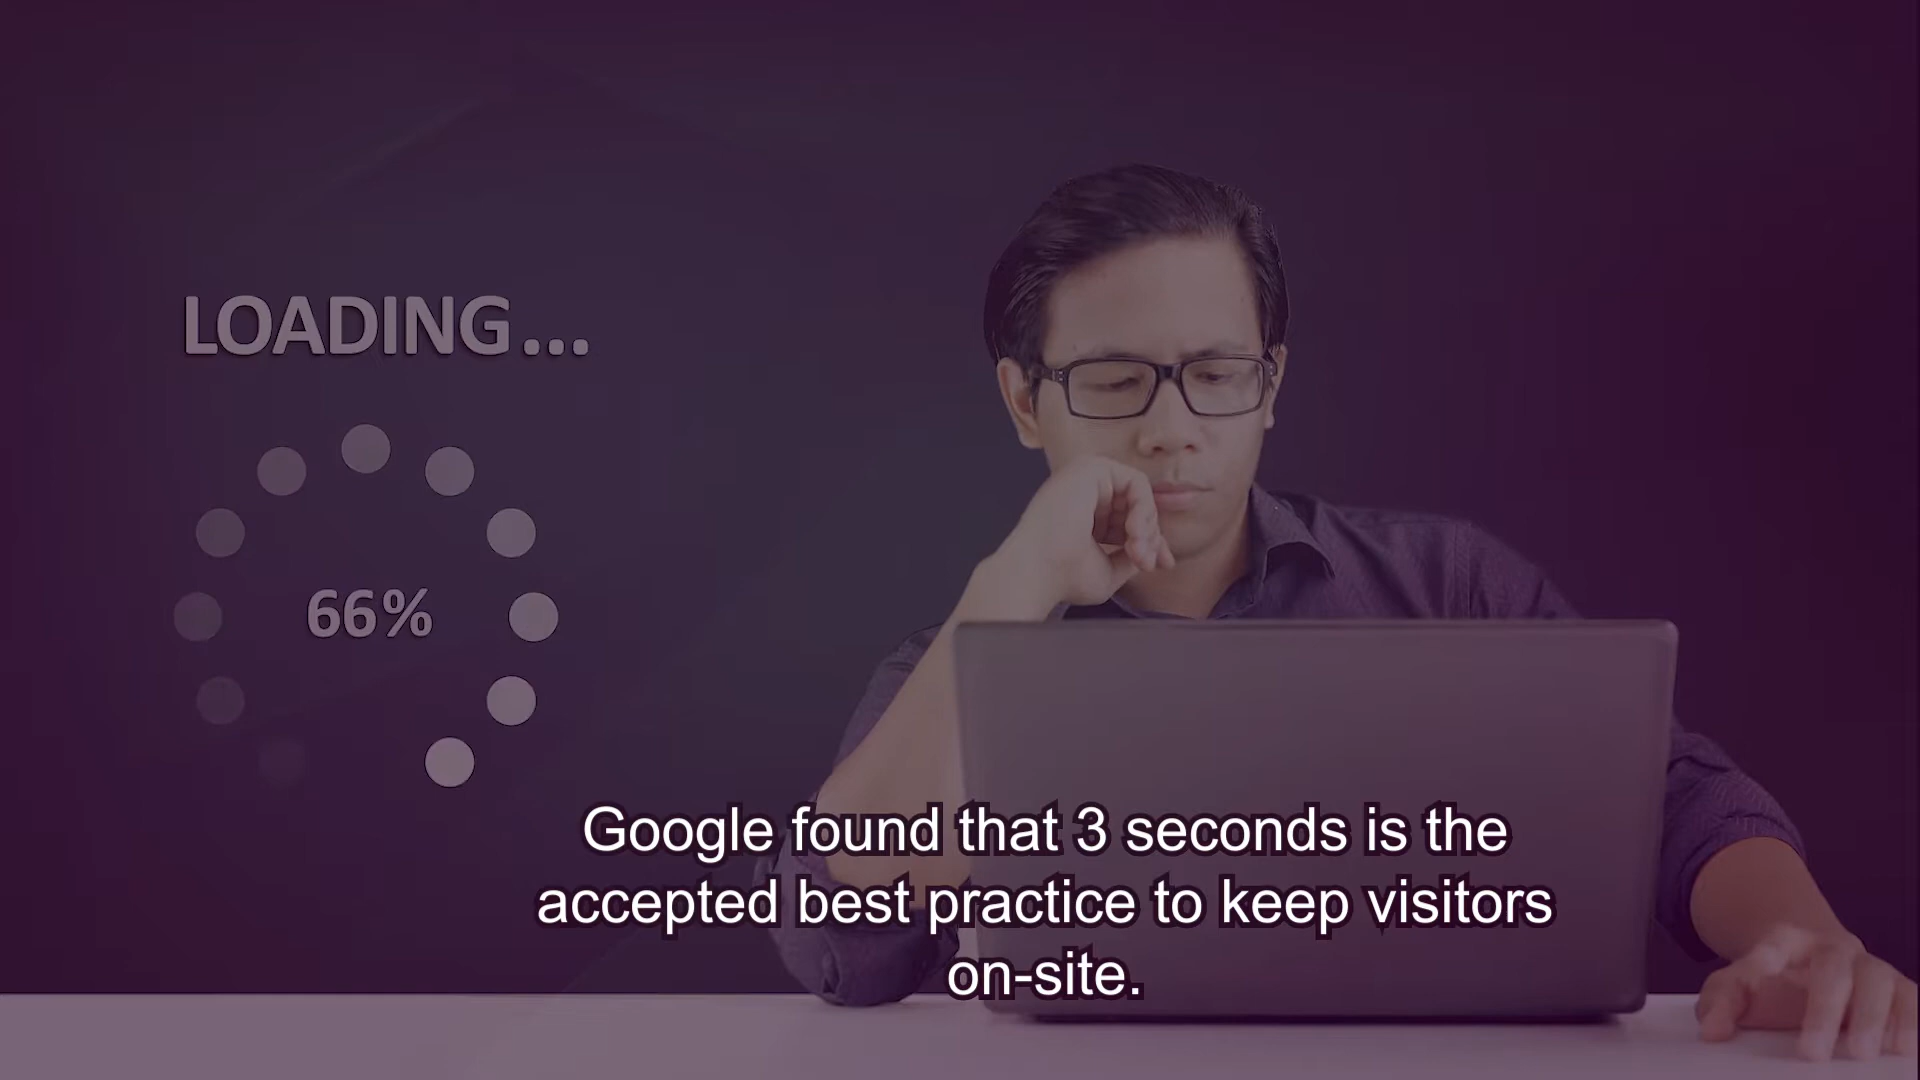 LOADING...
66%
Google found that 3 seconds is the
accepted best practice to keep visitors
on-site.